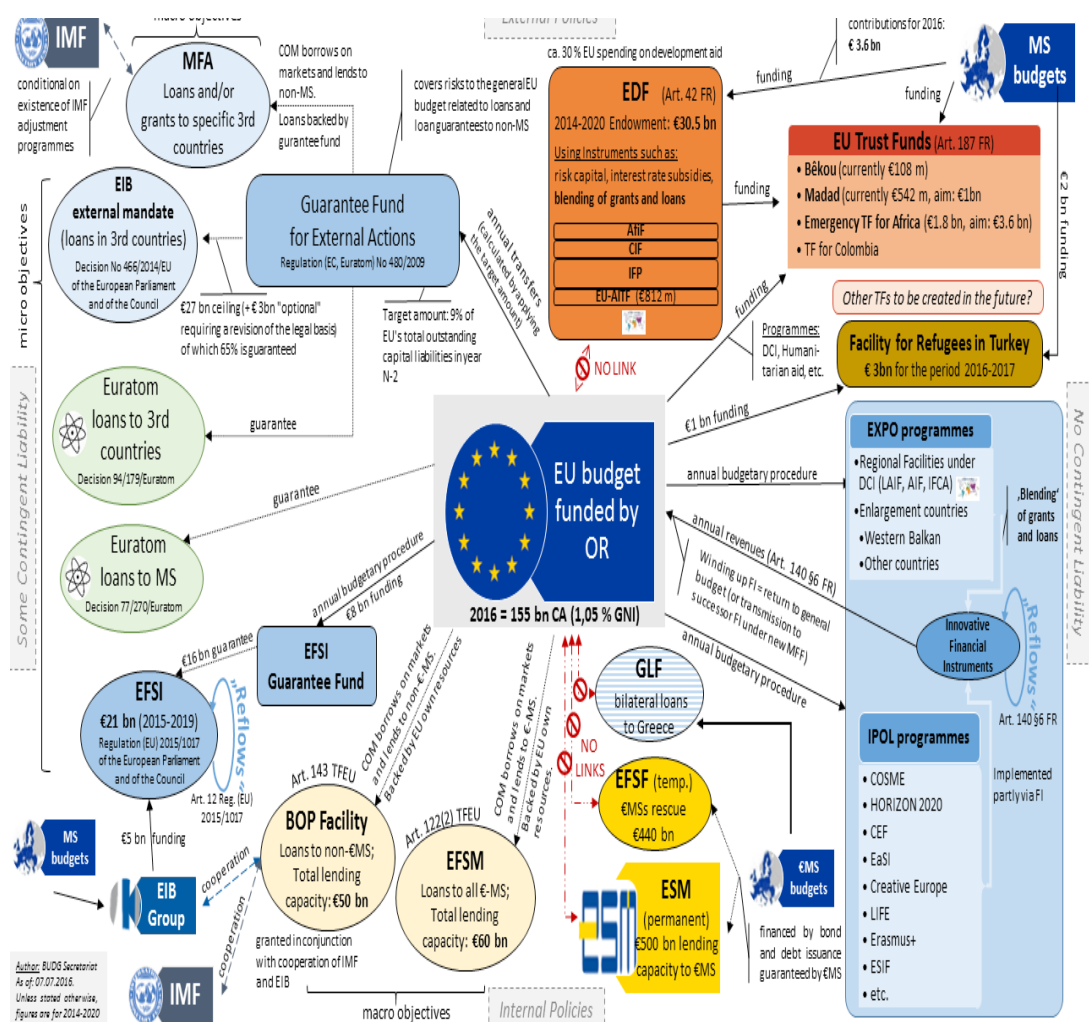 macro objectives
External Policies
IMF
conditional on
existence of IMF
adjustment
programmes
MFA
Loans and/or
grants to specific 3rd
countries
COM borrows on
markets and lends to
non-MS.
Loans backed by
gurantee fund
covers risks to the general EU
budget related to loans and
loan guarantees to non-MS
ca. 30 % EU spending on development aid
EDF (Art. 42 FR)
2014-2020 Endowment: €30.5 bn
Using Instruments such as:
risk capital, interest rate subsidies,
blending of grants and loans
AfiF
CIF
IFP
EU-AITF (€812 m)
contributions for 2016:
€ 3.6 bn
funding
funding
MS
budgets
€2 bn funding
EU Trust Funds (Art. 187 FR)
• Bêkou (currently €108 m)
• Madad (currently €542 m, aim: €1bn)
• Emergency TF for Africa (€1.8 bn, aim: €3.6 bn)
• TF for Colombia
funding
funding
Other TFs to be created in the future?
Programmes:
DCI, Humani-
tarian aid, etc.
Facility for Refugees in Turkey
€ 3bn for the period 2016-2017
€1 bn funding
micro objectives
EIB
external mandate
(loans in 3rd countries)
Decision No 466/2014/EU
of the European Parliament
and of the Council
Guarantee Fund
for External Actions
Regulation (EC, Euratom) No 480/2009
annual transfers
(calculated by applying
the target amount)
€27 bn ceiling (+ € 3bn "optional"
requiring a revision of the legal basis)
of which 65% is guaranteed
Target amount: 9% of
EU's total outstanding
capital liabilities in year
N-2
NO LINK
Some Contingent Liability
No Contingent Liability
Euratom
loans to 3rd
countries
Decision 94/179/Euratom
guarantee
Euratom
loans to MS
Decision 77/270/Euratom
guarantee
EU budget
funded by
OR
2016 = 155 bn CA (1,05 % GNI)
annual budgetary procedure
EXPO programmes
•Regional Facilities under
DCI (LAIF, AIF, IFCA)
•Enlargement countries
•Western Balkan
•Other countries
‚Blending'
of grants
and loans
annual revenues (Art. 140 §6 FR)
Winding up FI = return to general
budget (or transmission to
successor FI under new MFF)
annual budgetary procedure
Innovative
Financial
Instruments
„Reflows"
Art. 140 §6 FR
Implemented
partly via FI
IPOL programmes
• COSME
• HORIZON 2020
• CEF
• EaSI
• Creative Europe
• LIFE
• Erasmus+
• ESIF
• etc.
annual budgetary procedure
€8 bn funding
€16 bn guarantee
EFSI
Guarantee Fund
EFSI
€21 bn (2015-2019)
Regulation (EU) 2015/1017
of the European Parliament
and of the Council
„Reflows"
Art. 12 Reg. (EU)
2015/1017
€5 bn funding
MS
budgets
EIB
Group
cooperation
cooperation
IMF
COM borrows on markets
and lends to non-€-MS.
Backed by EU own resources
Art. 143 TFEU
BOP Facility
Loans to non-€MS;
Total lending
capacity: €50 bn
granted in conjunction
with cooperation of IMF
and EIB
COM borrows on markets
and lends to €-MS.
Backed by EU own
resources.
Art. 122(2) TFEU
EFSM
Loans to all €-MS;
Total lending
capacity: €60 bn
macro objectives
Internal Policies
NO
LINKS
GLF
bilateral loans
to Greece
EFSF (temp.)
€MSs rescue
€440 bn
esm
ESM
(permanent)
€500 bn lending
capacity to €MS
€MS
budgets
financed by bond
and debt issuance
guaranteed by €MS
Author: BUDG Secretariat
As of: 07.07.2016.
Unless stated otherwise,
figures are for 2014-2020